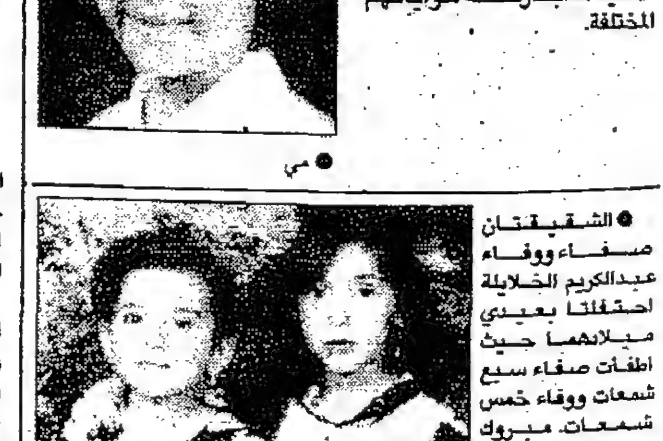 المختلفة.
مي
الشقيقتان
صفاء ووفاء
عبدالكريم الخلايلة
احتفلتا بعيدي
ميلادهما حيث
اطفأت صفاء سبع
شمعات ووفاء خمس
شمعات. مبروك